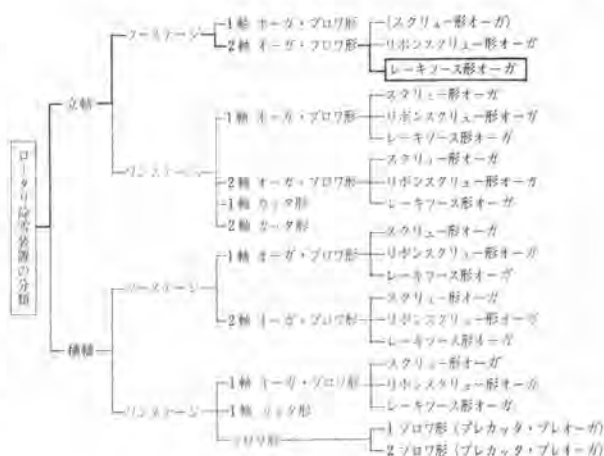 ロータリ除雪装置の分類
立軸
ツーステージ
1軸 オーガ・ブロワ形
2軸 オーガ・ブロワ形
(スクリュー形オーガ)
リボンスクリュー形オーガ
レーキツース形オーガ
ワンステージ
1軸 オーガ・ブロワ形
スクリュー形オーガ
リボンスクリュー形オーガ
レーキツース形オーガ
2軸 オーガ・ブロワ形
スクリュー形オーガ
リボンスクリュー形オーガ
レーキツース形オーガ
1軸 カッタ形
2軸 カッタ形
横軸
ツーステージ
1軸 オーガ・ブロワ形
スクリュー形オーガ
リボンスクリュー形オーガ
レーキツース形オーガ
2軸 オーガ・ブロワ形
スクリュー形オーガ
リボンスクリュー形オーガ
レーキツース形オーガ
ワンステージ
1軸 オーガ・ブロワ形
スクリュー形オーガ
リボンスクリュー形オーガ
レーキツース形オーガ
1軸 カッタ形
ブロワ形
1ブロワ形 (プレカッタ・プレオーガ)
2ブロワ形 (プレカッタ・プレオーガ)